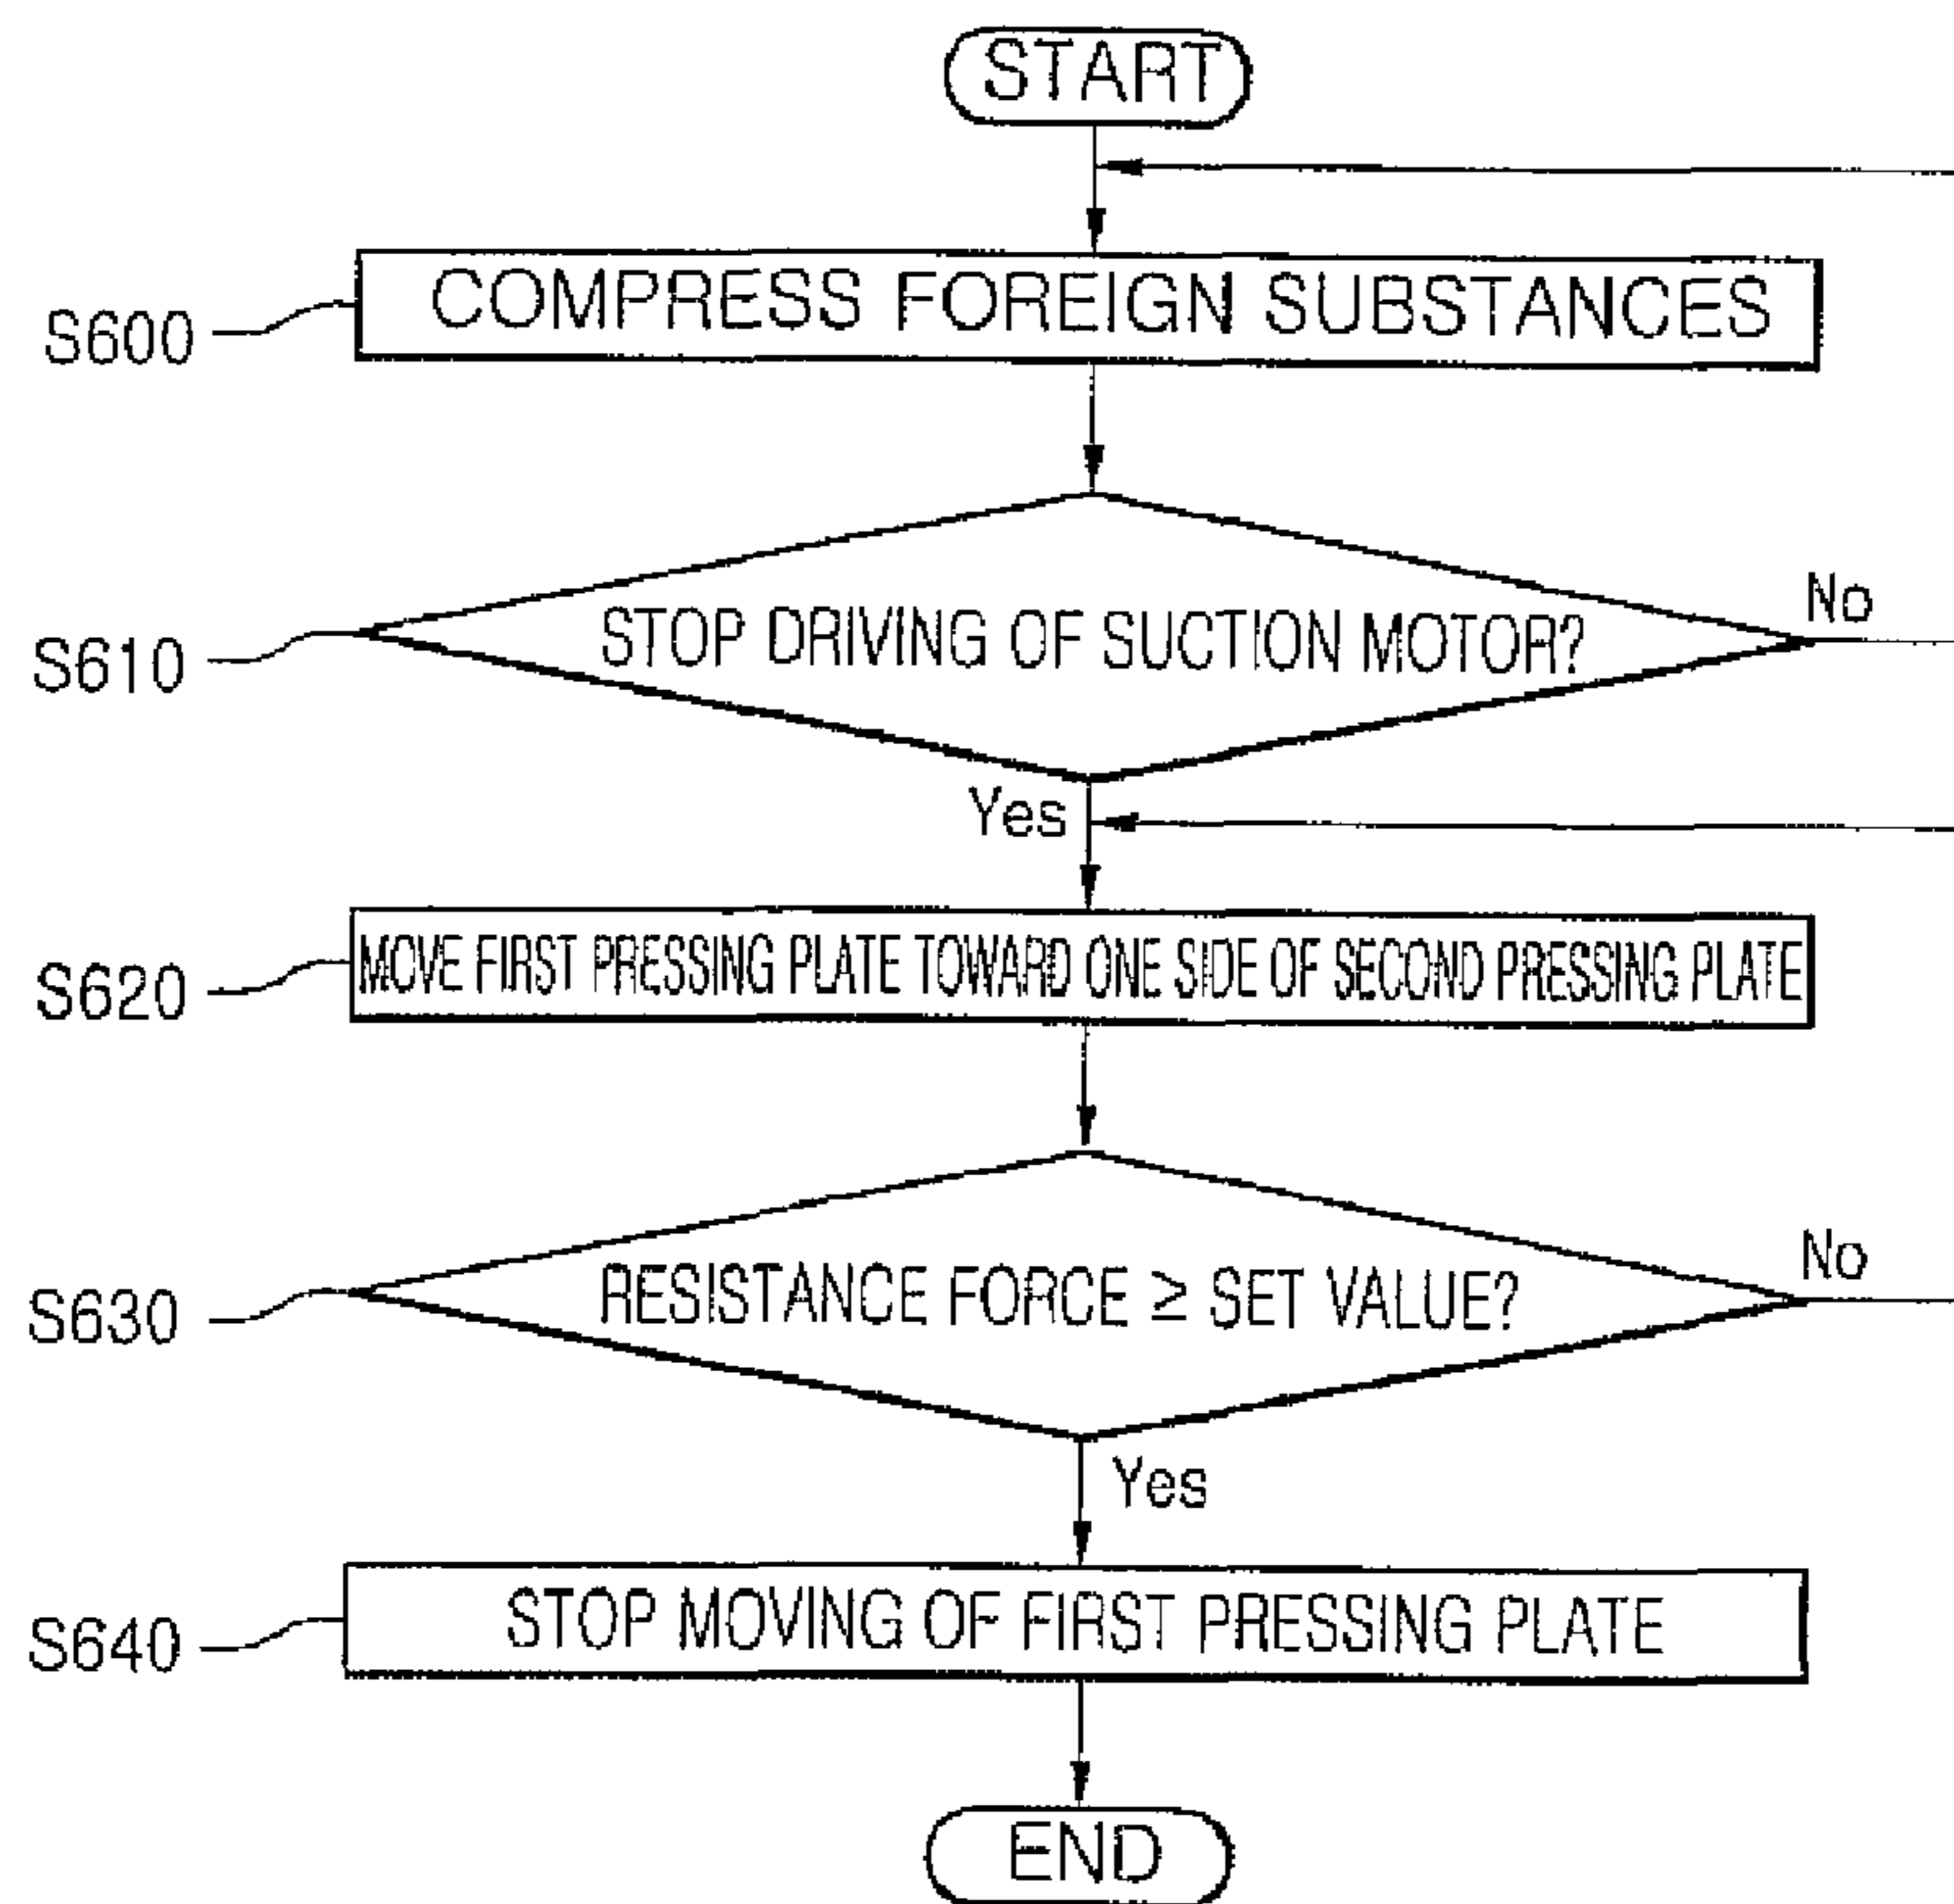 START
COMPRESS FOREIGN SUBSTANCES
S600
STOP DRIVING OF SUCTION MOTOR?
No
S610
Yes
MOVE FIRST PRESSING PLATE TOWARD ONE SIDE OF SECOND PRESSING PLATE
S620
RESISTANCE FORCE ≥ SET VALUE?
No
S630
Yes
STOP MOVING OF FIRST PRESSING PLATE
S640
END